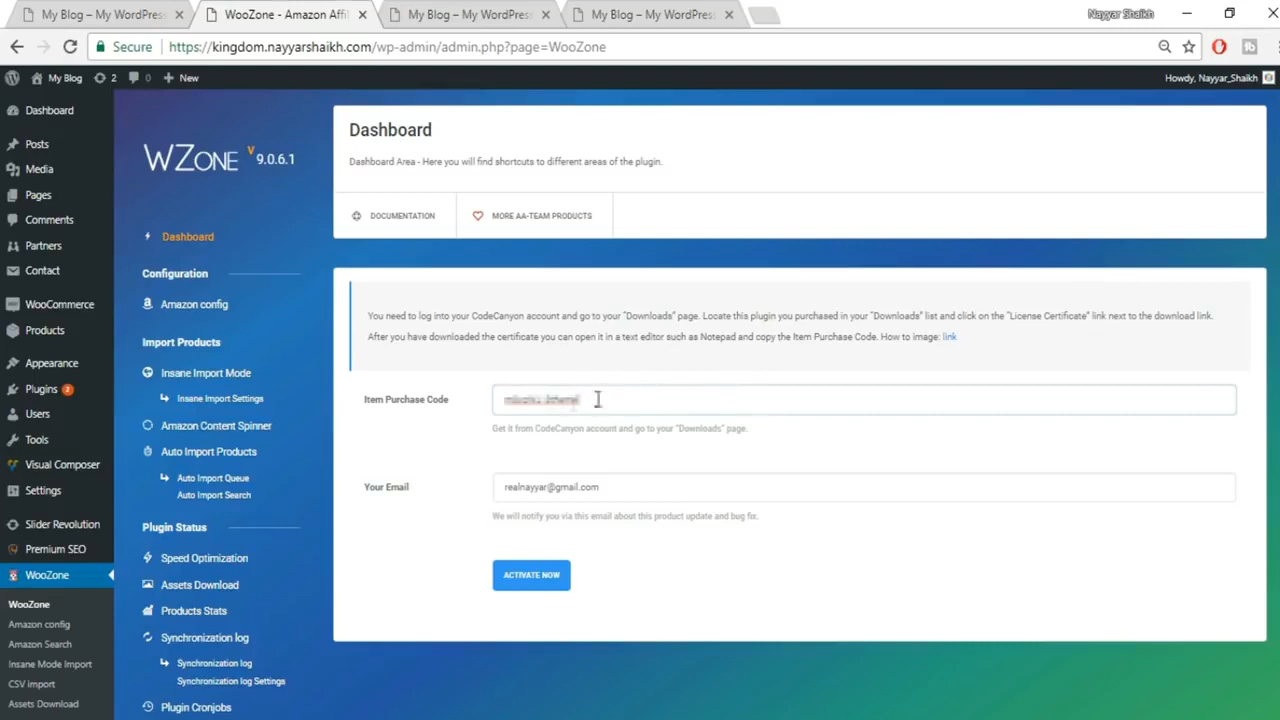 My Blog – My WordPress
WooZone - Amazon Affil
My Blog – My WordPress
My Blog – My WordPress
Nayyar Shaikh
Secure
https://kingdom.nayyarshaikh.com/wp-admin/admin.php?page=WooZone
My Blog
2
0
New
Howdy, Nayyar_Shaikh
Dashboard
Posts
Media
Pages
Comments
Partners
Contact
WooCommerce
Products
Appearance
Plugins 2
Users
Tools
Visual Composer
Settings
Slider Revolution
Premium SEO
WooZone
WooZone
Amazon config
Amazon Search
Insane Mode Import
CSV import
Assets Download
WZONE V 9.0.6.1
Dashboard
Configuration
Amazon config
Import Products
Insane Import Mode
Insane Import Settings
Amazon Content Spinner
Auto Import Products
Auto Import Queue
Auto Import Search
Plugin Status
Speed Optimization
Assets Download
Products Stats
Synchronization log
Synchronization log
Synchronization log Settings
Plugin Cronjobs
Dashboard
Dashboard Area - Here you will find shortcuts to different areas of the plugin.
DOCUMENTATION
MORE AA-TEAM PRODUCTS
You need to log into your CodeCanyon account and go to your "Downloads" page. Locate this plugin you purchased in your "Downloads" list and click on the "License Certificate" link next to the download link.
After you have downloaded the certificate you can open it in a text editor such as Notepad and copy the Item Purchase Code. How to image: link
Item Purchase Code
Get it from CodeCanyon account and go to your "Downloads" page.
Your Email
realnayyar@gmail.com
We will notify you via this email about this product update and bug fix.
ACTIVATE NOW